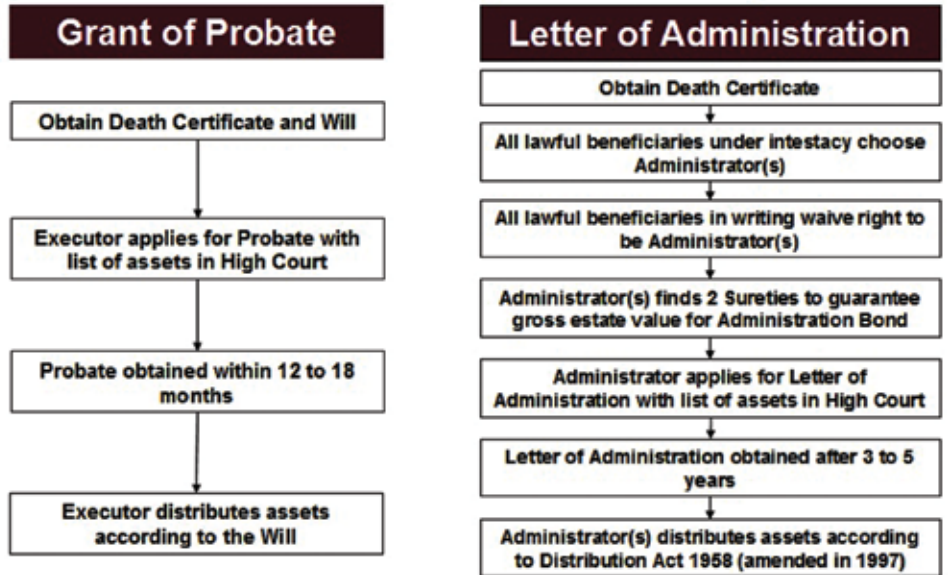 Grant of Probate
Obtain Death Certificate and Will
Executor applies for Probate with
list of assets in High Court
Probate obtained within 12 to 18
months
Executor distributes assets
according to the Will
Letter of Administration
Obtain Death Certificate
All lawful beneficiaries under intestacy choose
Administrator(s)
All lawful beneficiaries in writing waive right to
be Administrator(s)
Administrator(s) finds 2 Sureties to guarantee
gross estate value for Administration Bond
Administrator applies for Letter of
Administration with list of assets in High Court
Letter of Administration obtained after 3 to 5
years
Administrator(s) distributes assets according
to Distribution Act 1958 (amended in 1997)